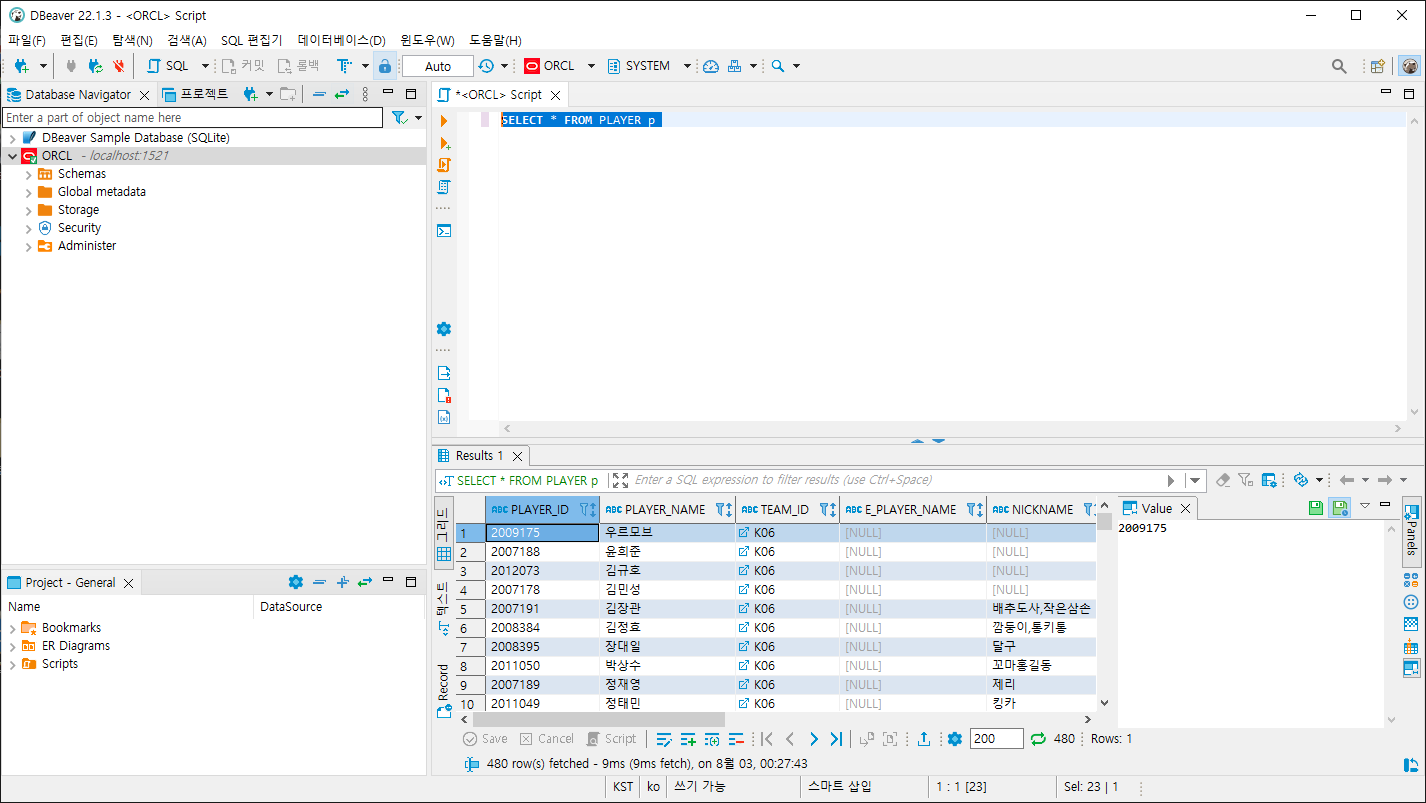 DBeaver 22.1.3 - <ORCL> Script
파일(F) 편집(E) 탐색(N) 검색(A) SQL 편집기 데이터베이스(D) 윈도우(W) 도움말(H)
SQL 커밋 롤백 Auto ORCL SYSTEM
Database Navigator 프로젝트
Enter a part of object name here
DBeaver Sample Database (SQLite)
ORCL - localhost:1521
Schemas
Global metadata
Storage
Security
Administer
Project - General
Name DataSource
Bookmarks
ER Diagrams
Scripts
*<ORCL> Script
SELECT * FROM PLAYER p
Results 1
SELECT * FROM PLAYER p Enter a SQL expression to filter results (use Ctrl+Space)
그리드
텍스트
Record
ABC PLAYER_ID ABC PLAYER_NAME ABC TEAM_ID ABC E_PLAYER_NAME ABC NICKNAME
1 2009175 우르모브 K06 [NULL] [NULL]
2 2007188 윤희준 K06 [NULL] [NULL]
3 2012073 김규호 K06 [NULL] [NULL]
4 2007178 김민성 K06 [NULL] [NULL]
5 2007191 김장관 K06 [NULL] 배추도사,작은삼손
6 2008384 김정효 K06 [NULL] 깜둥이,통키통
7 2008395 장대일 K06 [NULL] 달구
8 2011050 박상수 K06 [NULL] 꼬마홍길동
9 2007189 정재영 K06 [NULL] 제리
10 2011049 정태민 K06 [NULL] 킹카
Value
2009175
Panels
Save Cancel Script 200 480 Rows: 1
480 row(s) fetched - 9ms (9ms fetch), on 8월 03, 00:27:43
KST ko 쓰기 가능 스마트 삽입 1 : 1 [23] Sel: 23 | 1